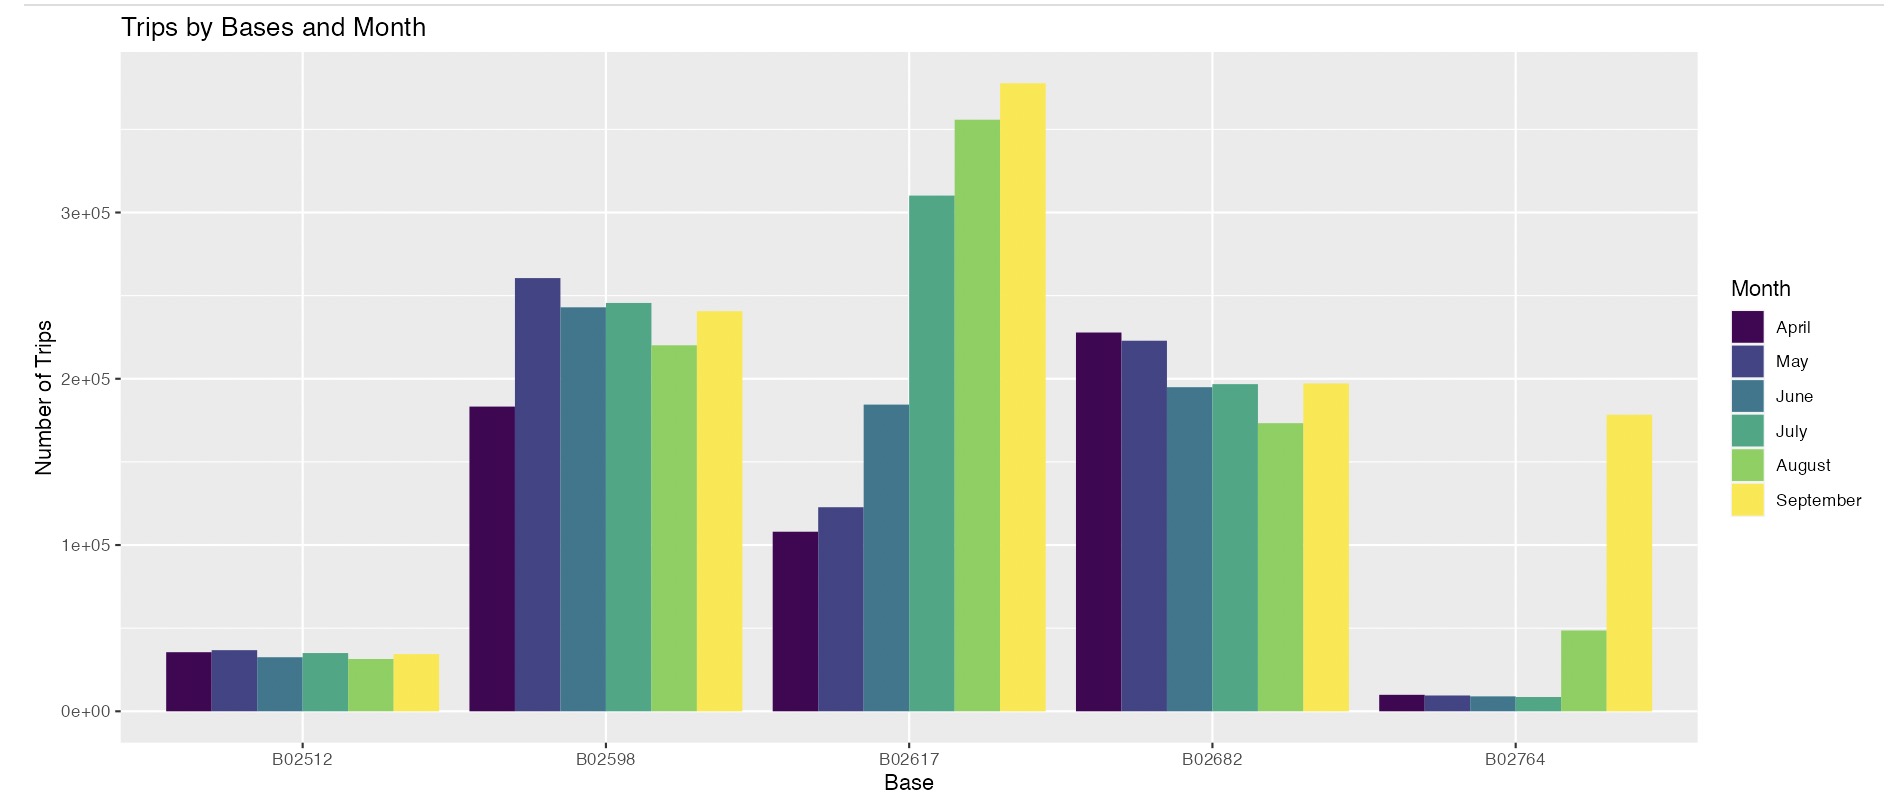 Trips by Bases and Month
Number of Trips
3e+05
2e+05
1e+05
0e+00
B02512
B02598
B02617
B02682
B02764
Base
Month
April
May
June
July
August
September